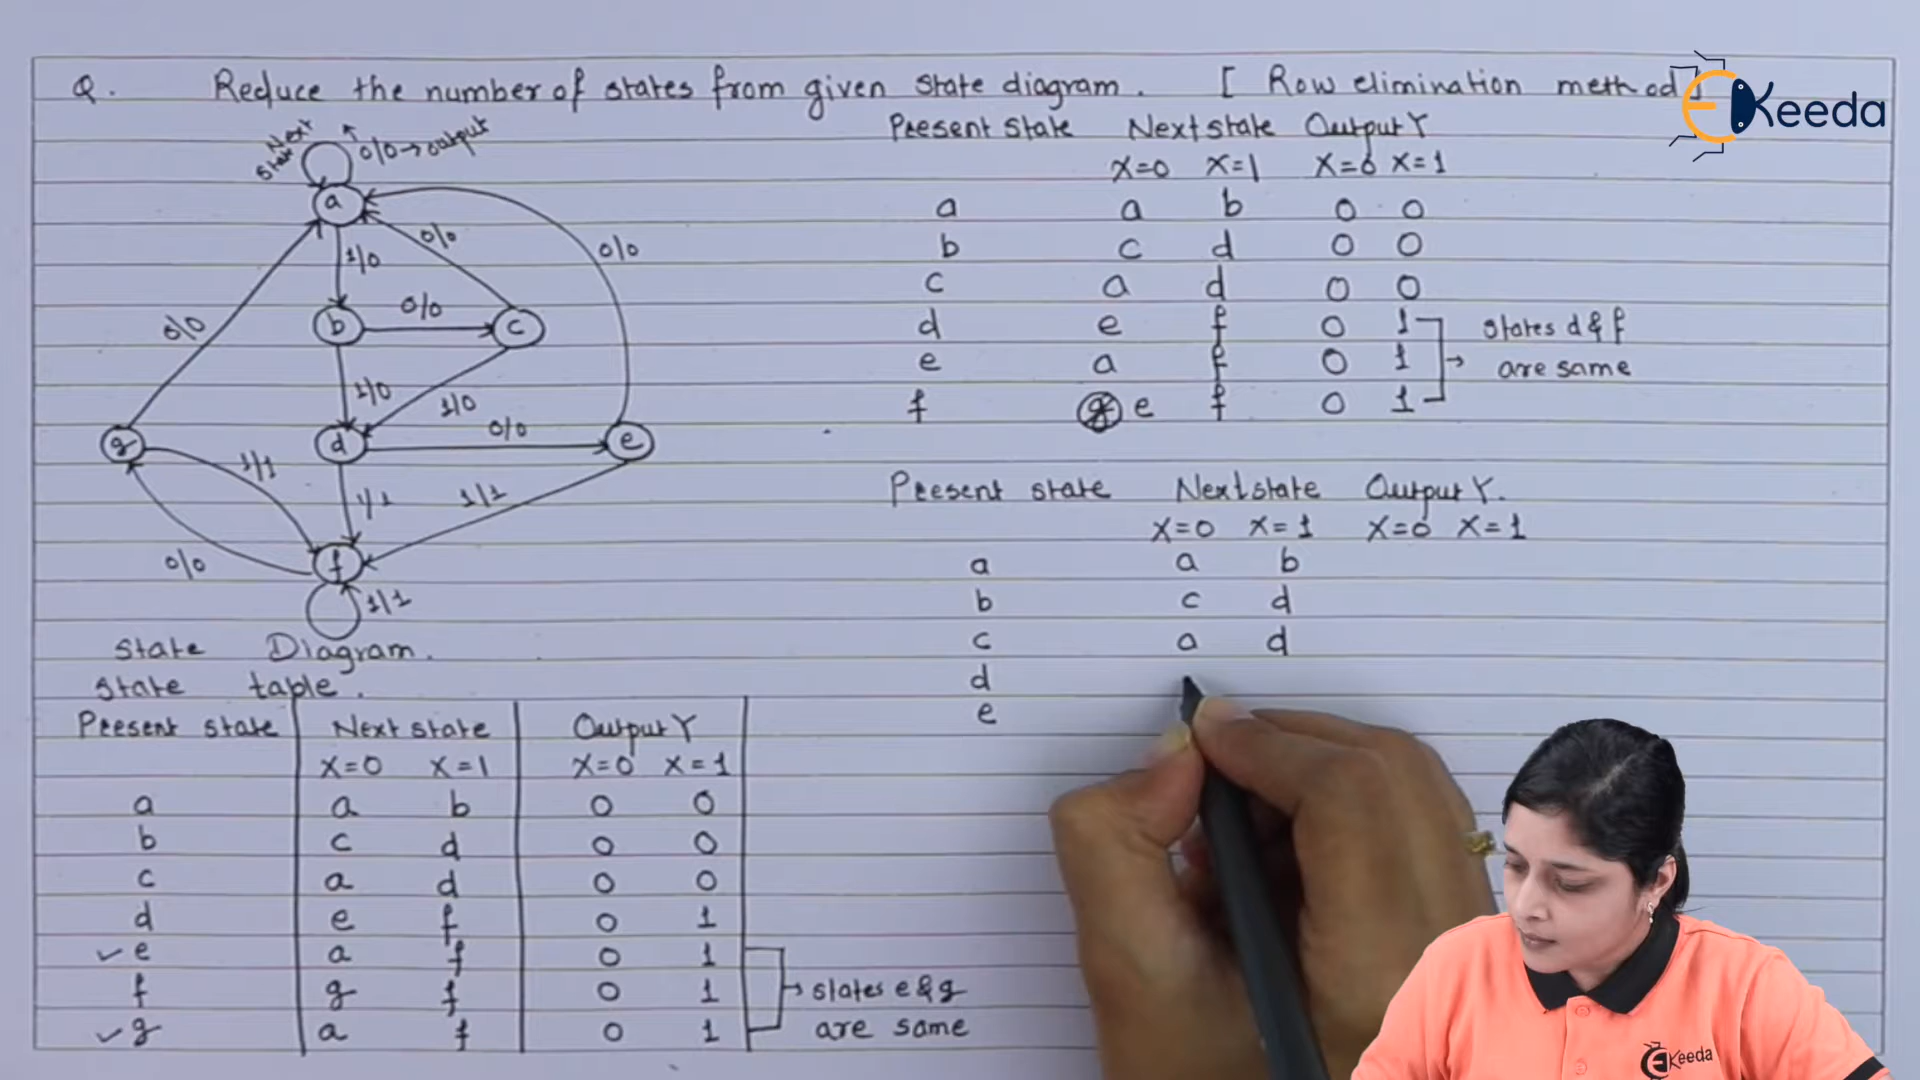 Q. Reduce the number of states from given state diagram. [ Row elimination method ]
Keeda
Next State
0/0 → output
a
0/0
1/0
0/0
0/0
0/0
b
c
1/0
1/0
0/0
g
d
e
1/1
1/1
1/1
0/0
f
1/1
State Diagram.
State table.
Present state Next state Output Y
X=0 X=1 X=0 X=1
a a b 0 0
b c d 0 0
c a d 0 0
d e f 0 1
e a f 0 1
f g f 0 1
g a f 0 1
states e & g
are same
Present state Next state Output Y
X=0 X=1 X=0 X=1
a a b 0 0
b c d 0 0
c a d 0 0
d e f 0 1
e a f 0 1
f g e f 0 1
states d & f
are same
Present state Next state Output Y.
X=0 X=1 X=0 X=1
a a b
b c d
c a d
d
e
Keeda